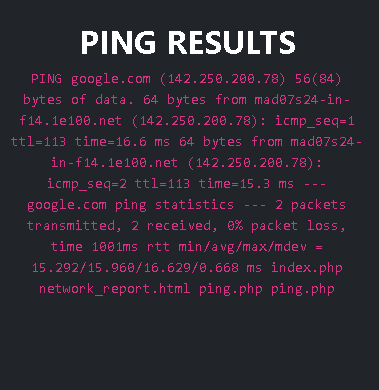 PING RESULTS
PING google.com (142.250.200.78) 56(84)
bytes of data. 64 bytes from mad07s24-in-
f14.1e100.net (142.250.200.78): icmp_seq=1
ttl=113 time=16.6 ms 64 bytes from mad07s24-
in-f14.1e100.net (142.250.200.78):
icmp_seq=2 ttl=113 time=15.3 ms ---
google.com ping statistics --- 2 packets
transmitted, 2 received, 0% packet loss,
time 1001ms rtt min/avg/max/mdev =
15.292/15.960/16.629/0.668 ms index.php
network_report.html ping.php ping.php